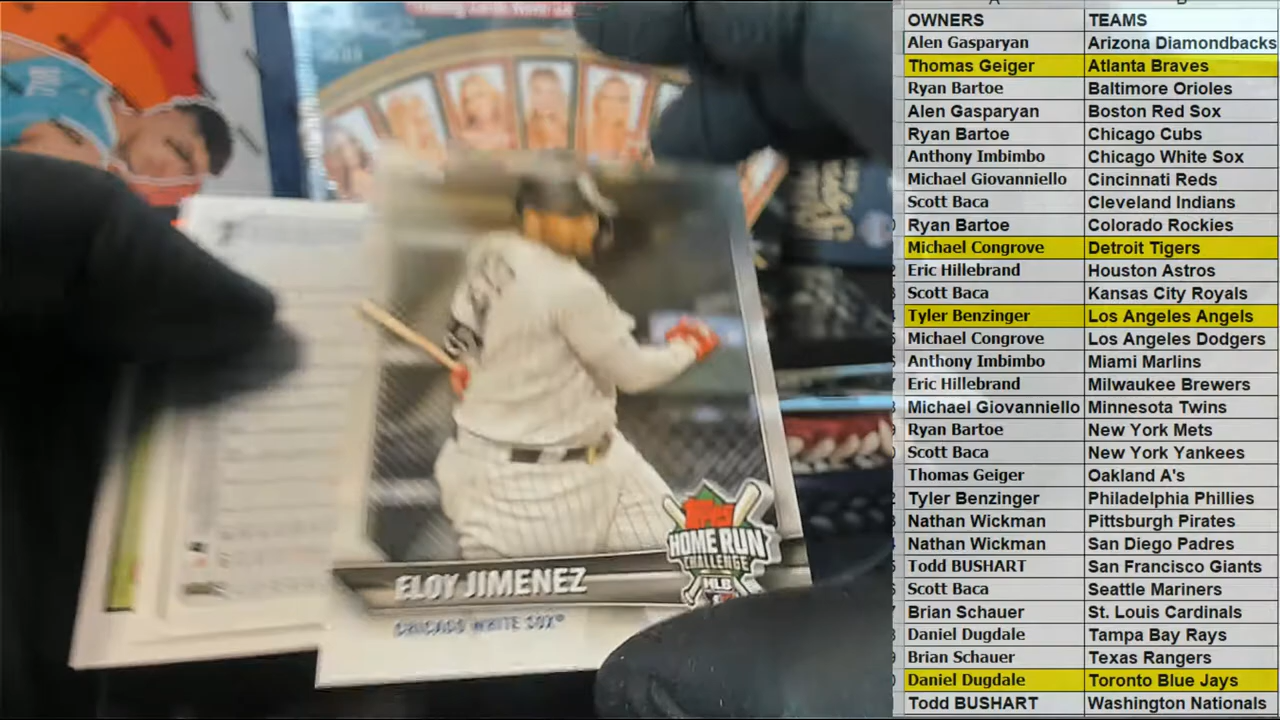 ELOY JIMENEZ
CHICAGO WHITE SOX®
Topps
HOME RUN
CHALLENGE
MLB
OWNERS TEAMS
Alen Gasparyan Arizona Diamondbacks
Thomas Geiger Atlanta Braves
Ryan Bartoe Baltimore Orioles
Alen Gasparyan Boston Red Sox
Ryan Bartoe Chicago Cubs
Anthony Imbimbo Chicago White Sox
Michael Giovanniello Cincinnati Reds
Scott Baca Cleveland Indians
Ryan Bartoe Colorado Rockies
Michael Congrove Detroit Tigers
Eric Hillebrand Houston Astros
Scott Baca Kansas City Royals
Tyler Benzinger Los Angeles Angels
Michael Congrove Los Angeles Dodgers
Anthony Imbimbo Miami Marlins
Eric Hillebrand Milwaukee Brewers
Michael Giovanniello Minnesota Twins
Ryan Bartoe New York Mets
Scott Baca New York Yankees
Thomas Geiger Oakland A's
Tyler Benzinger Philadelphia Phillies
Nathan Wickman Pittsburgh Pirates
Nathan Wickman San Diego Padres
Todd BUSHART San Francisco Giants
Scott Baca Seattle Mariners
Brian Schauer St. Louis Cardinals
Daniel Dugdale Tampa Bay Rays
Brian Schauer Texas Rangers
Daniel Dugdale Toronto Blue Jays
Todd BUSHART Washington Nationals